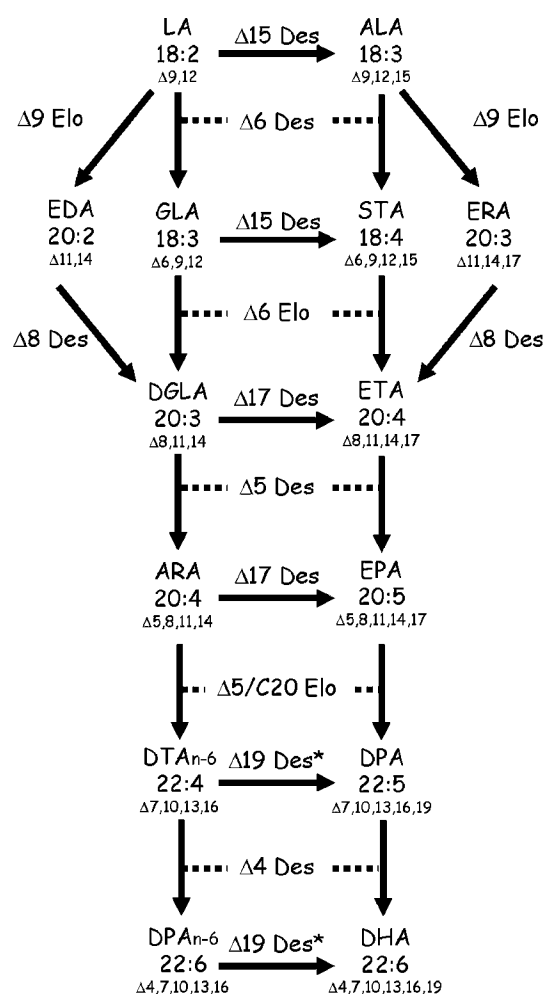 LA Δ15 Des ALA
18:2 18:3
Δ9,12 Δ9,12,15
Δ9 Elo Δ6 Des Δ9 Elo
EDA GLA Δ15 Des STA ERA
20:2 18:3 18:4 20:3
Δ11,14 Δ6,9,12 Δ6,9,12,15 Δ11,14,17
Δ8 Des Δ6 Elo Δ8 Des
DGLA Δ17 Des ETA
20:3 20:4
Δ8,11,14 Δ8,11,14,17
Δ5 Des
ARA Δ17 Des EPA
20:4 20:5
Δ5,8,11,14 Δ5,8,11,14,17
Δ5/C20 Elo
DTAn-6 Δ19 Des* DPA
22:4 22:5
Δ7,10,13,16 Δ7,10,13,16,19
Δ4 Des
DPAn-6 Δ19 Des* DHA
22:6 22:6
Δ4,7,10,13,16 Δ4,7,10,13,16,19